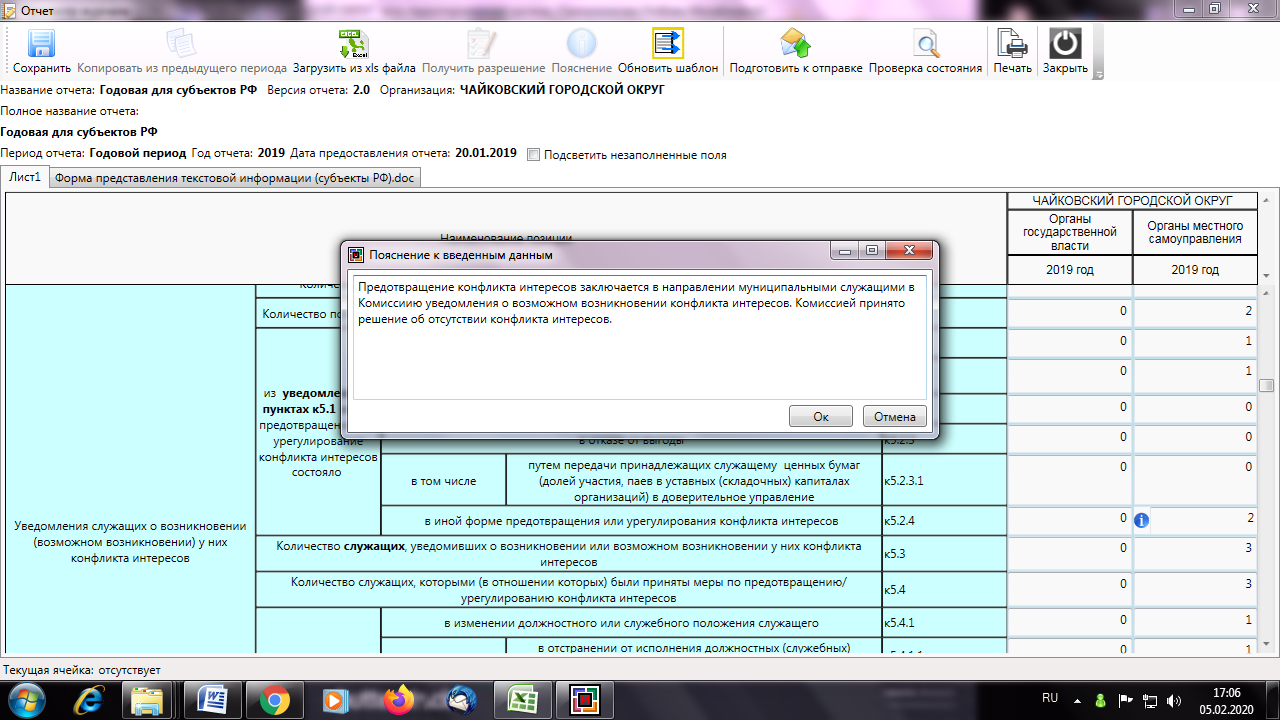 Отчет
Сохранить Копировать из предыдущего периода Загрузить из xls файла Получить разрешение Пояснение Обновить шаблон Подготовить к отправке Проверка состояния Печать Закрыть
Название отчета: Годовая для субъектов РФ Версия отчета: 2.0 Организация: ЧАЙКОВСКИЙ ГОРОДСКОЙ ОКРУГ
Полное название отчета:
Годовая для субъектов РФ
Период отчета: Годовой период Год отчета: 2019 Дата предоставления отчета: 20.01.2019 Подсветить незаполненные поля
Лист1 Форма представления текстовой информации (субъекты РФ).doc
Наименование позиции
ЧАЙКОВСКИЙ ГОРОДСКОЙ ОКРУГ
Органы государственной власти
Органы местного самоуправления
2019 год 2019 год
Пояснение к введенным данным
Предотвращение конфликта интересов заключается в направлении муниципальными служащими в
Комиссиию уведомления о возможном возникновении конфликта интересов. Комиссией принято
решение об отсутствии конфликта интересов.
Ок Отмена
Количество
0 2
0 1
0 1
0 0
из уведомле
пунктах к5.1
предотвращен
урегулирование
конфликта интересов
состояло
в отказе от выгоды к5.2.3 0 0
в том числе
путем передачи принадлежащих служащему ценных бумаг
(долей участия, паев в уставных (складочных) капиталах
организаций) в доверительное управление
к5.2.3.1 0 0
в иной форме предотвращения или урегулирования конфликта интересов к5.2.4 0 2
Уведомления служащих о возникновении
(возможном возникновении) у них
конфликта интересов
Количество служащих, уведомивших о возникновении или возможном возникновении у них конфликта
интересов
к5.3 0 3
Количество служащих, которыми (в отношении которых) были приняты меры по предотвращению/
урегулированию конфликта интересов
к5.4 0 3
в изменении должностного или служебного положения служащего к5.4.1 0 1
в отстранении от исполнения должностных (служебных) 0 1
Текущая ячейка: отсутствует
RU
17:06
05.02.2020